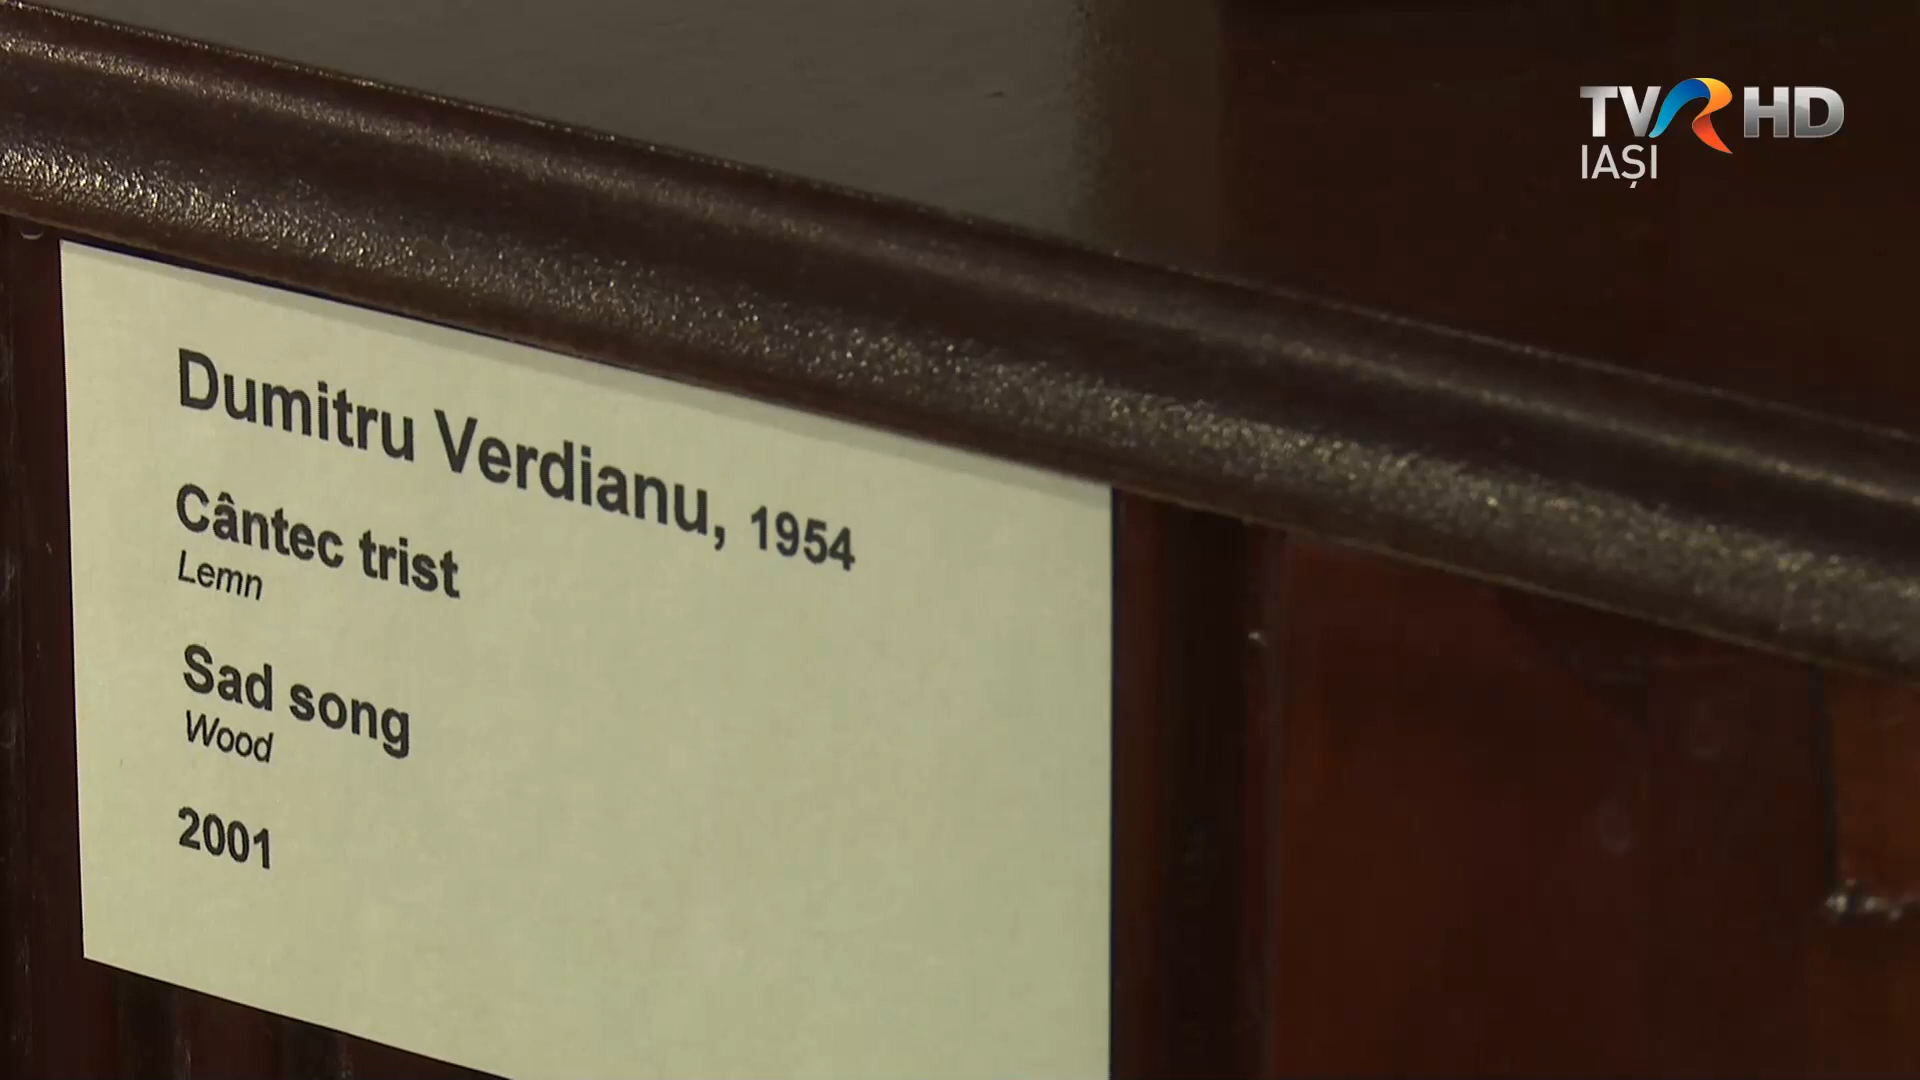 TVR HD
IAȘI
Dumitru Verdianu, 1954
Cântec trist
Lemn
Sad song
Wood
2001